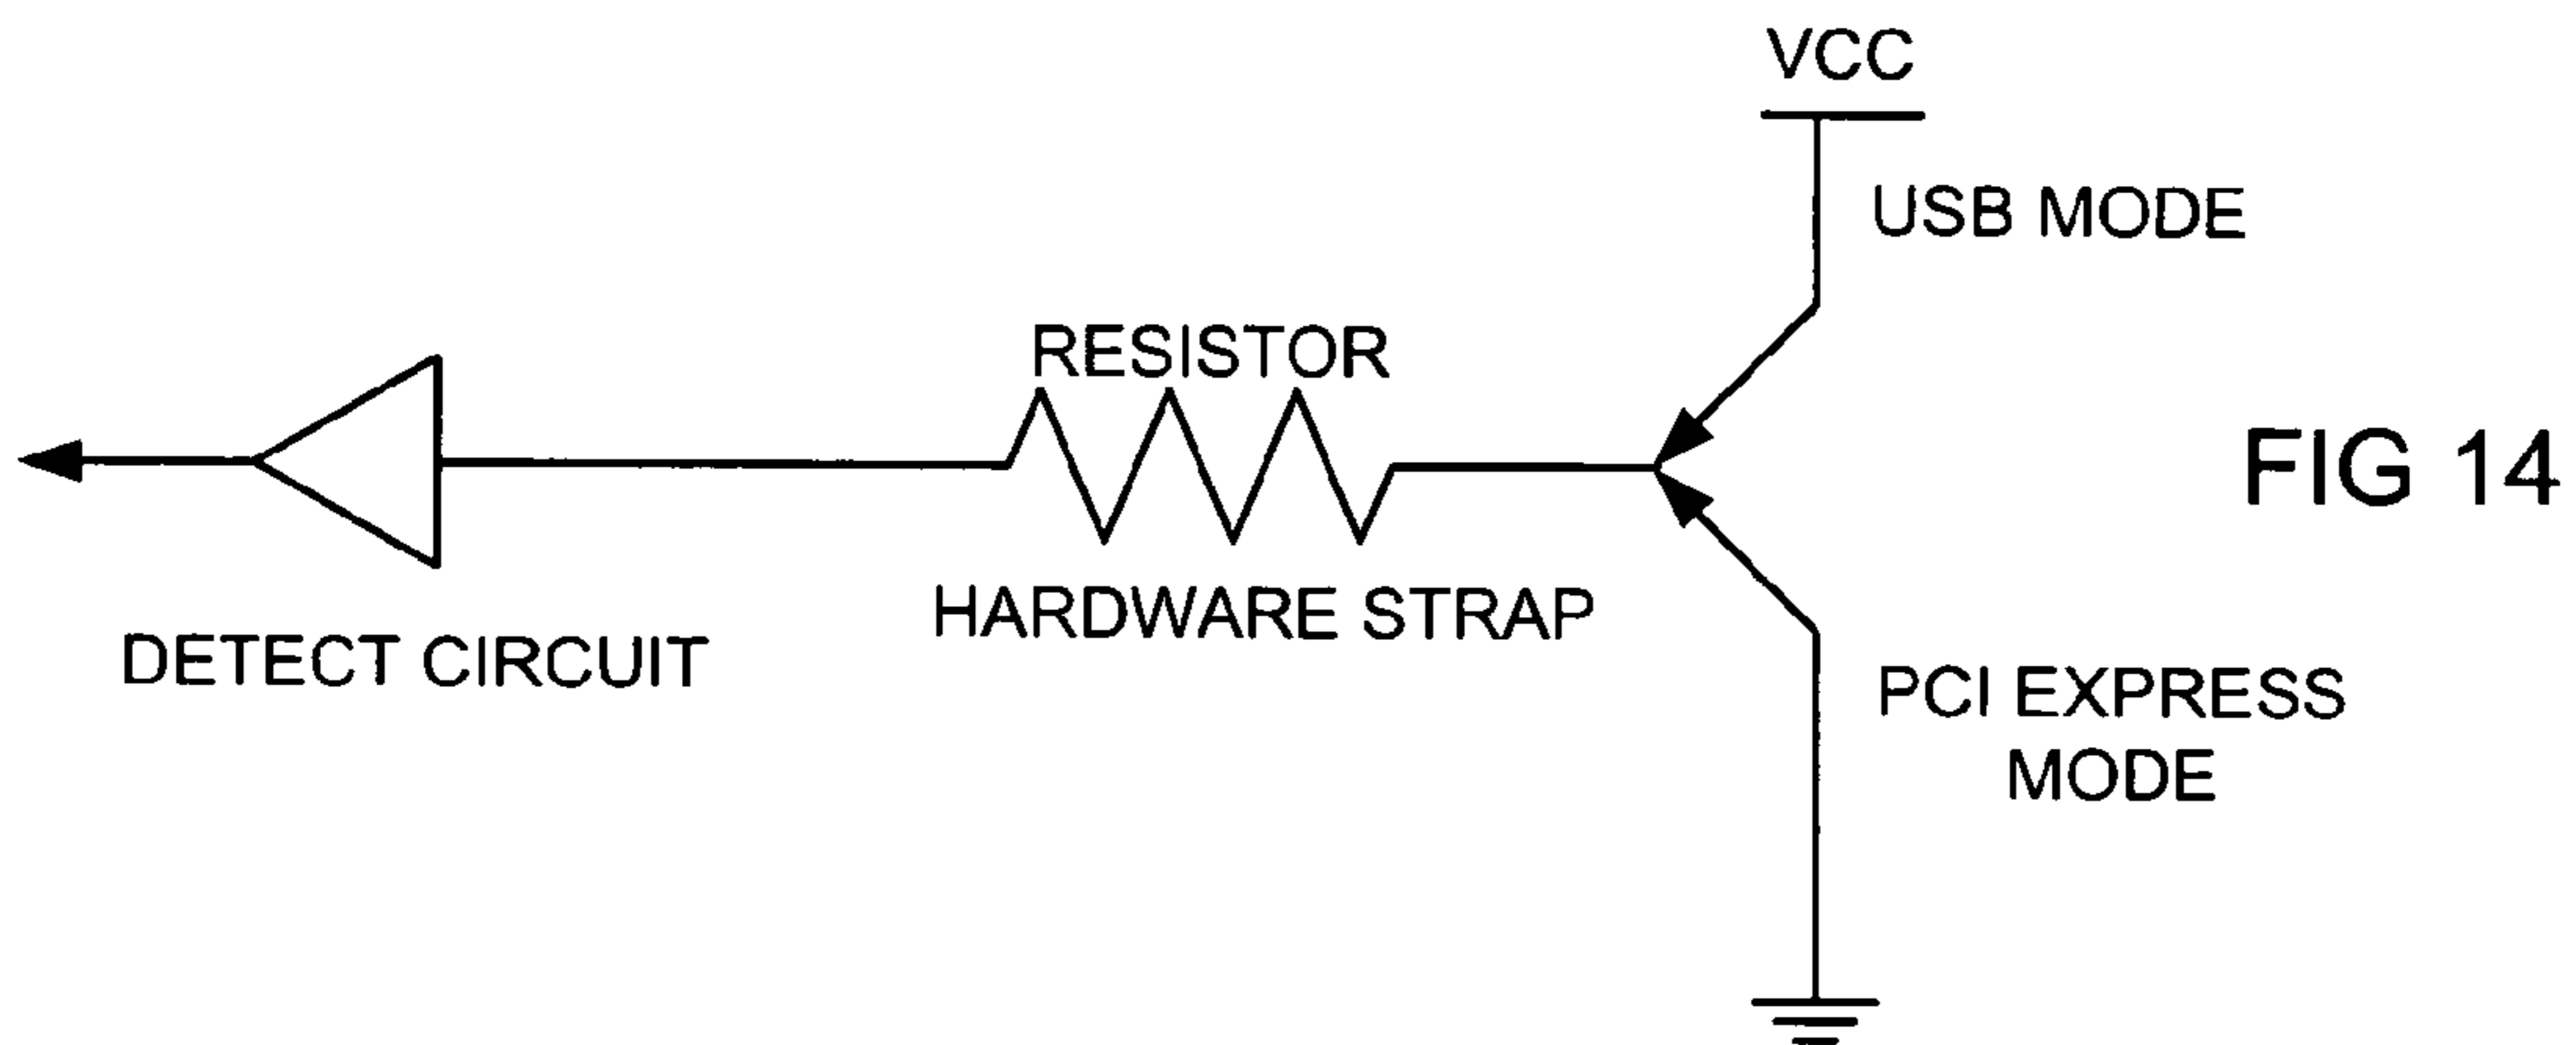 VCC
USB MODE
RESISTOR
FIG 14
HARDWARE STRAP
DETECT CIRCUIT
PCI EXPRESS
MODE